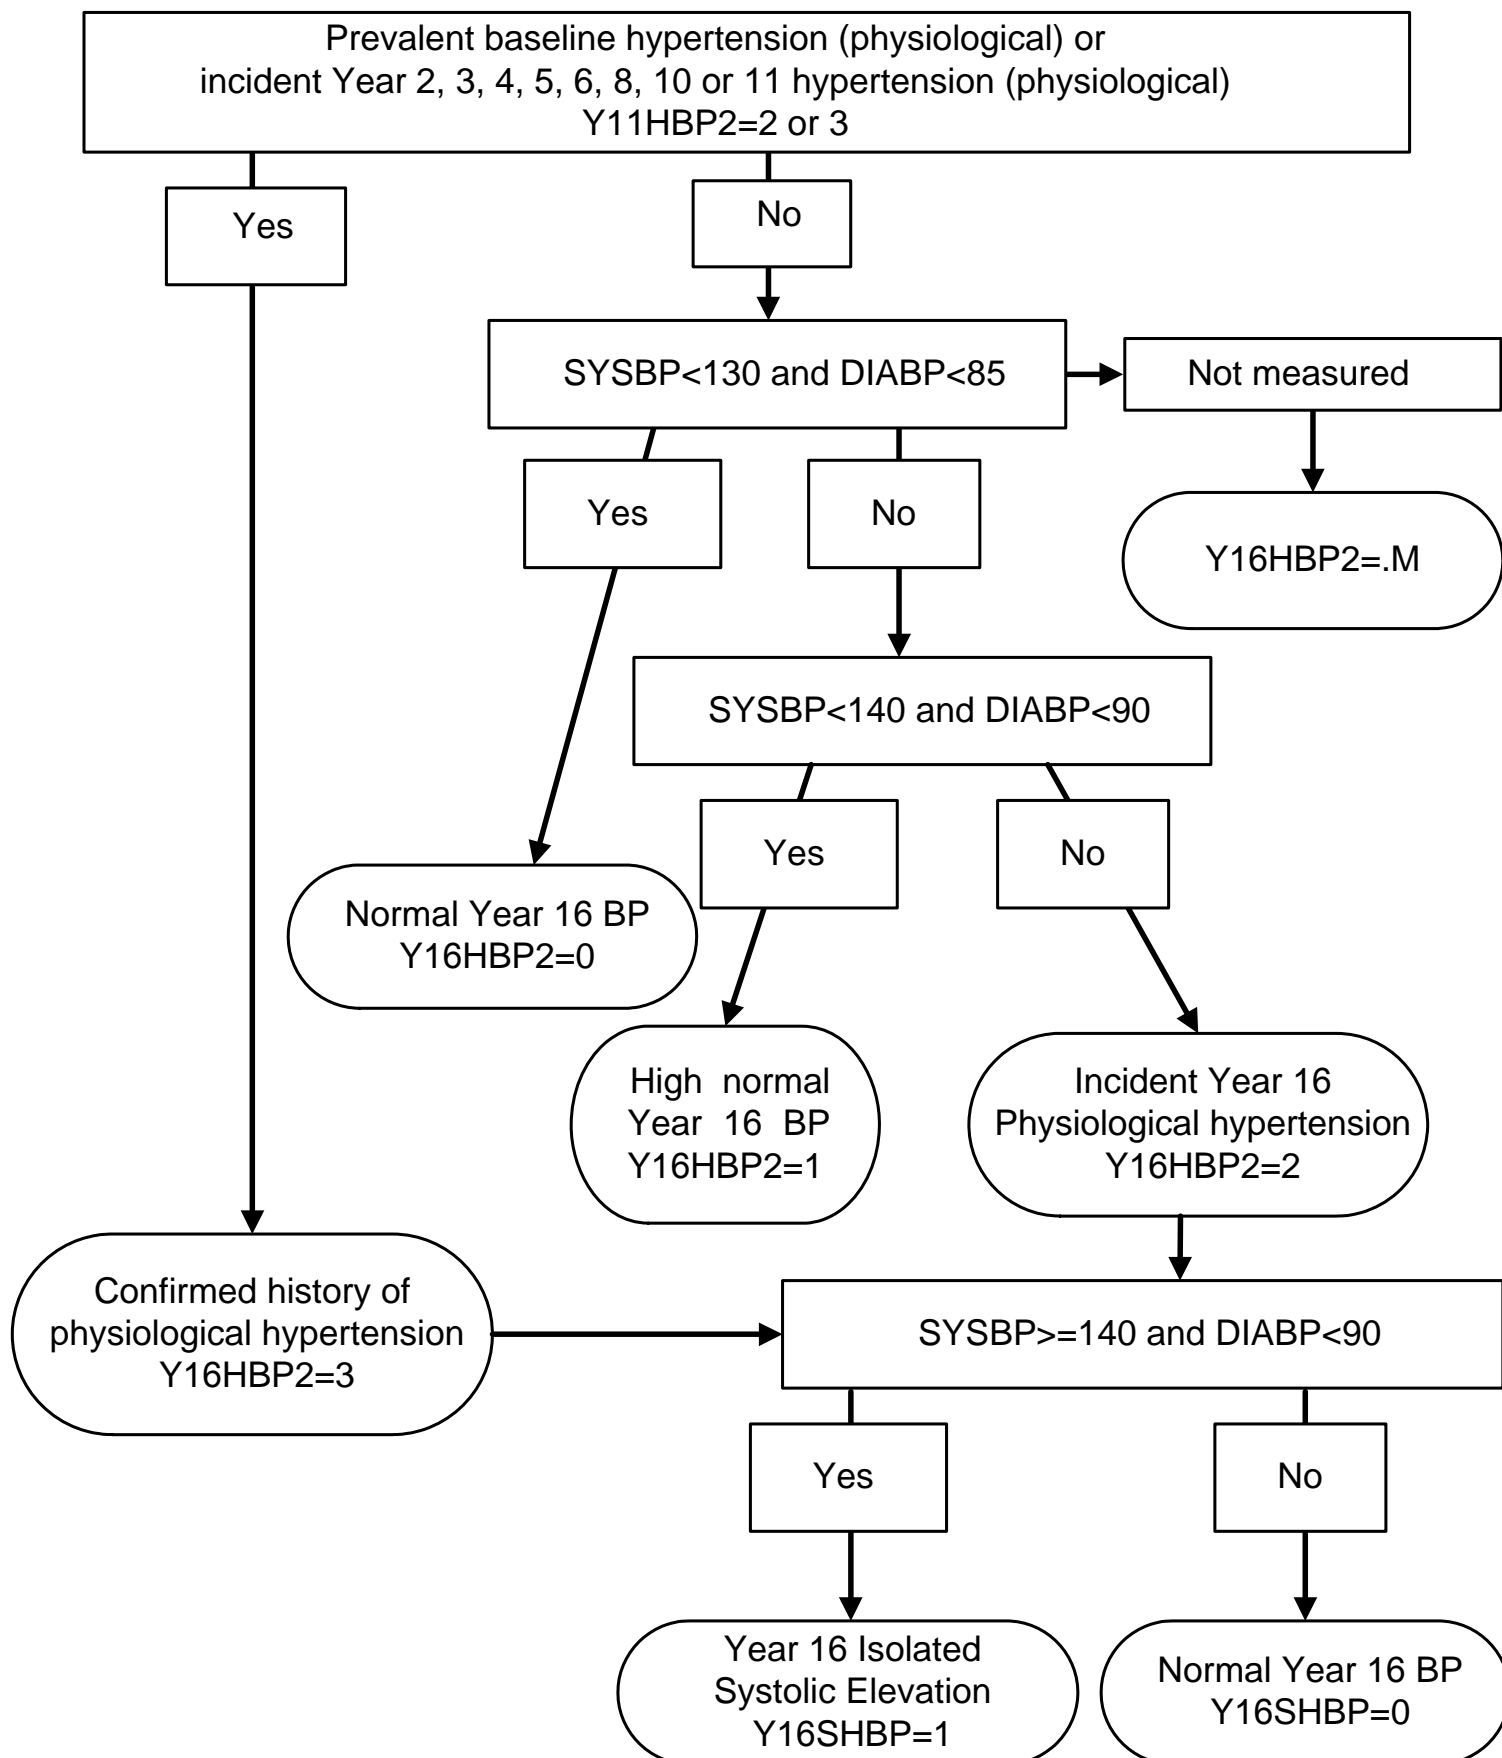 Prevalent baseline hypertension (physiological) or
incident Year 2, 3, 4, 5, 6, 8, 10 or 11 hypertension (physiological)
Y11HBP2=2 or 3
Yes
No
SYSBP<130 and DIABP<85
Not measured
Yes
No
Y16HBP2=.M
SYSBP<140 and DIABP<90
Yes
No
Normal Year 16 BP
Y16HBP2=0
High normal
Year 16 BP
Y16HBP2=1
Incident Year 16
Physiological hypertension
Y16HBP2=2
Confirmed history of
physiological hypertension
Y16HBP2=3
SYSBP>=140 and DIABP<90
Yes
No
Year 16 Isolated
Systolic Elevation
Y16SHBP=1
Normal Year 16 BP
Y16SHBP=0